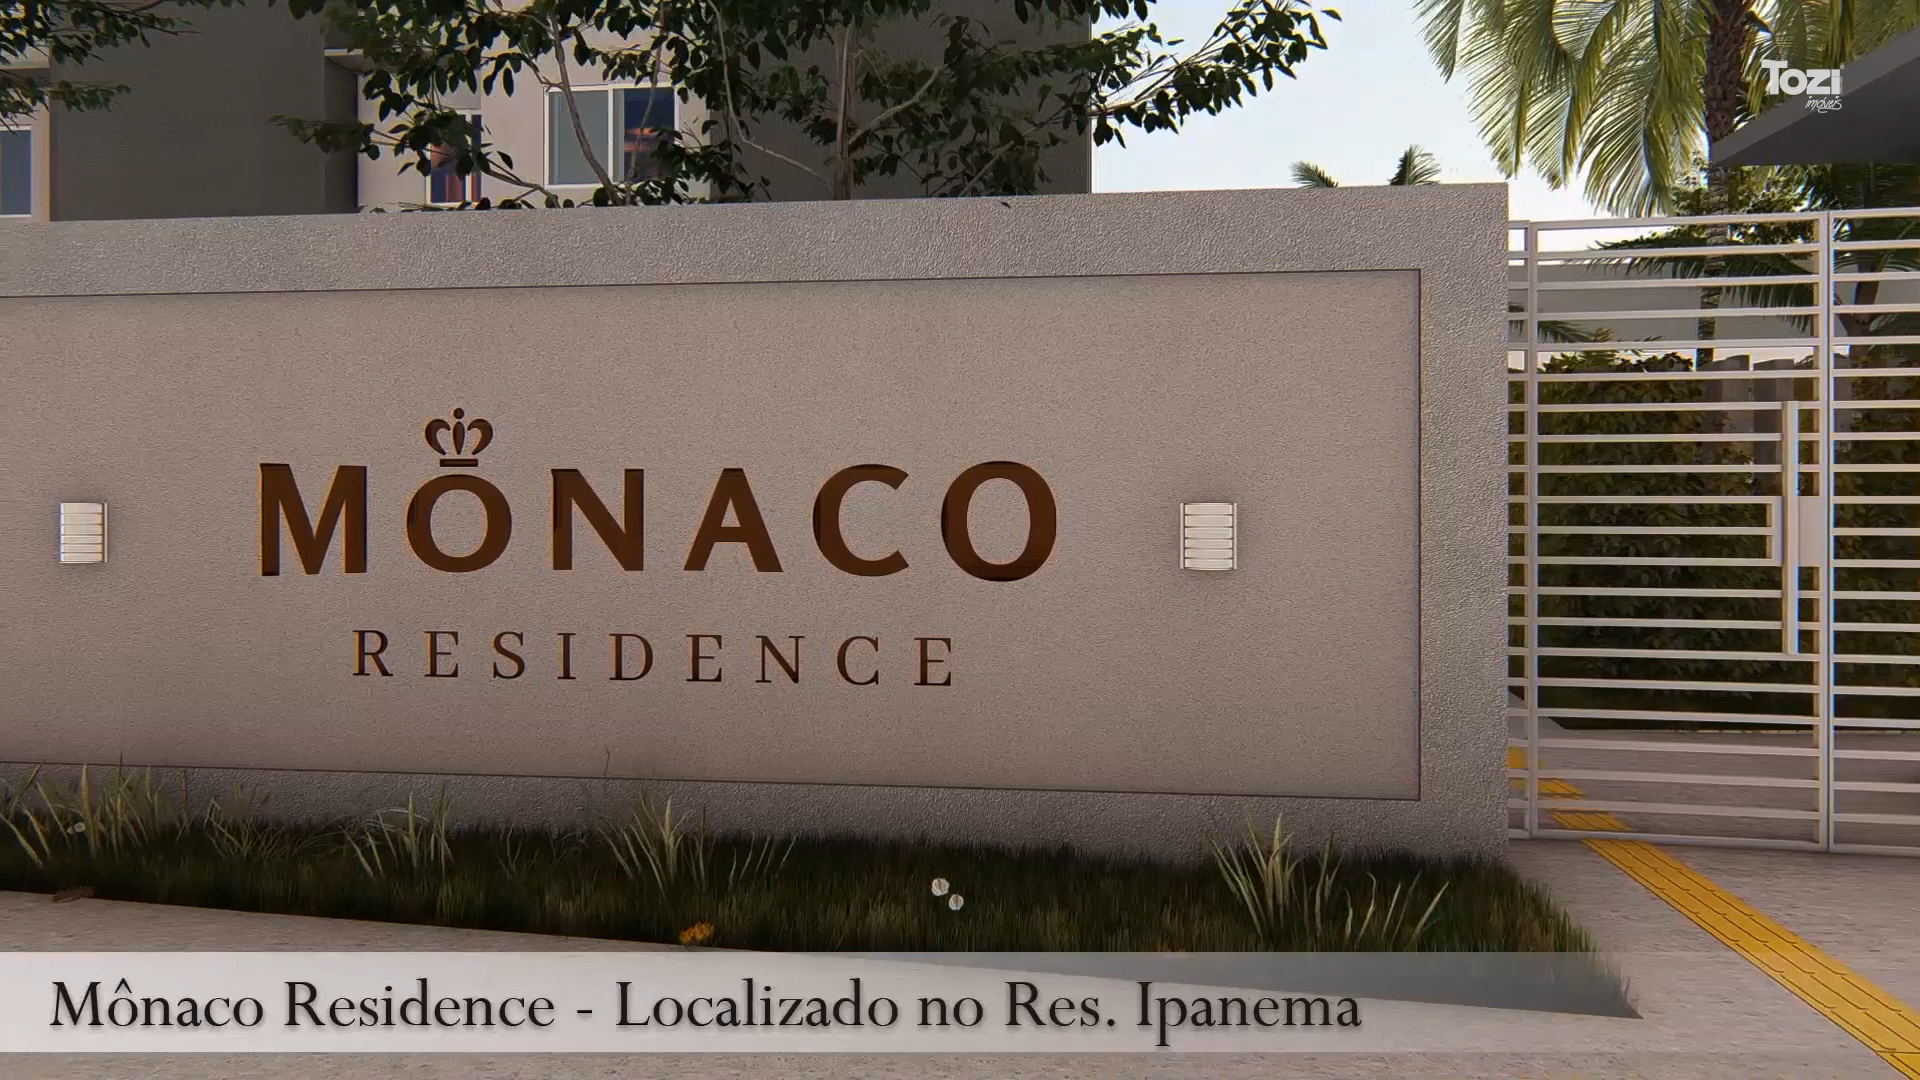 TOZI
imóveis
MÔNACO
RESIDENCE
Mônaco Residence - Localizado no Res. Ipanema